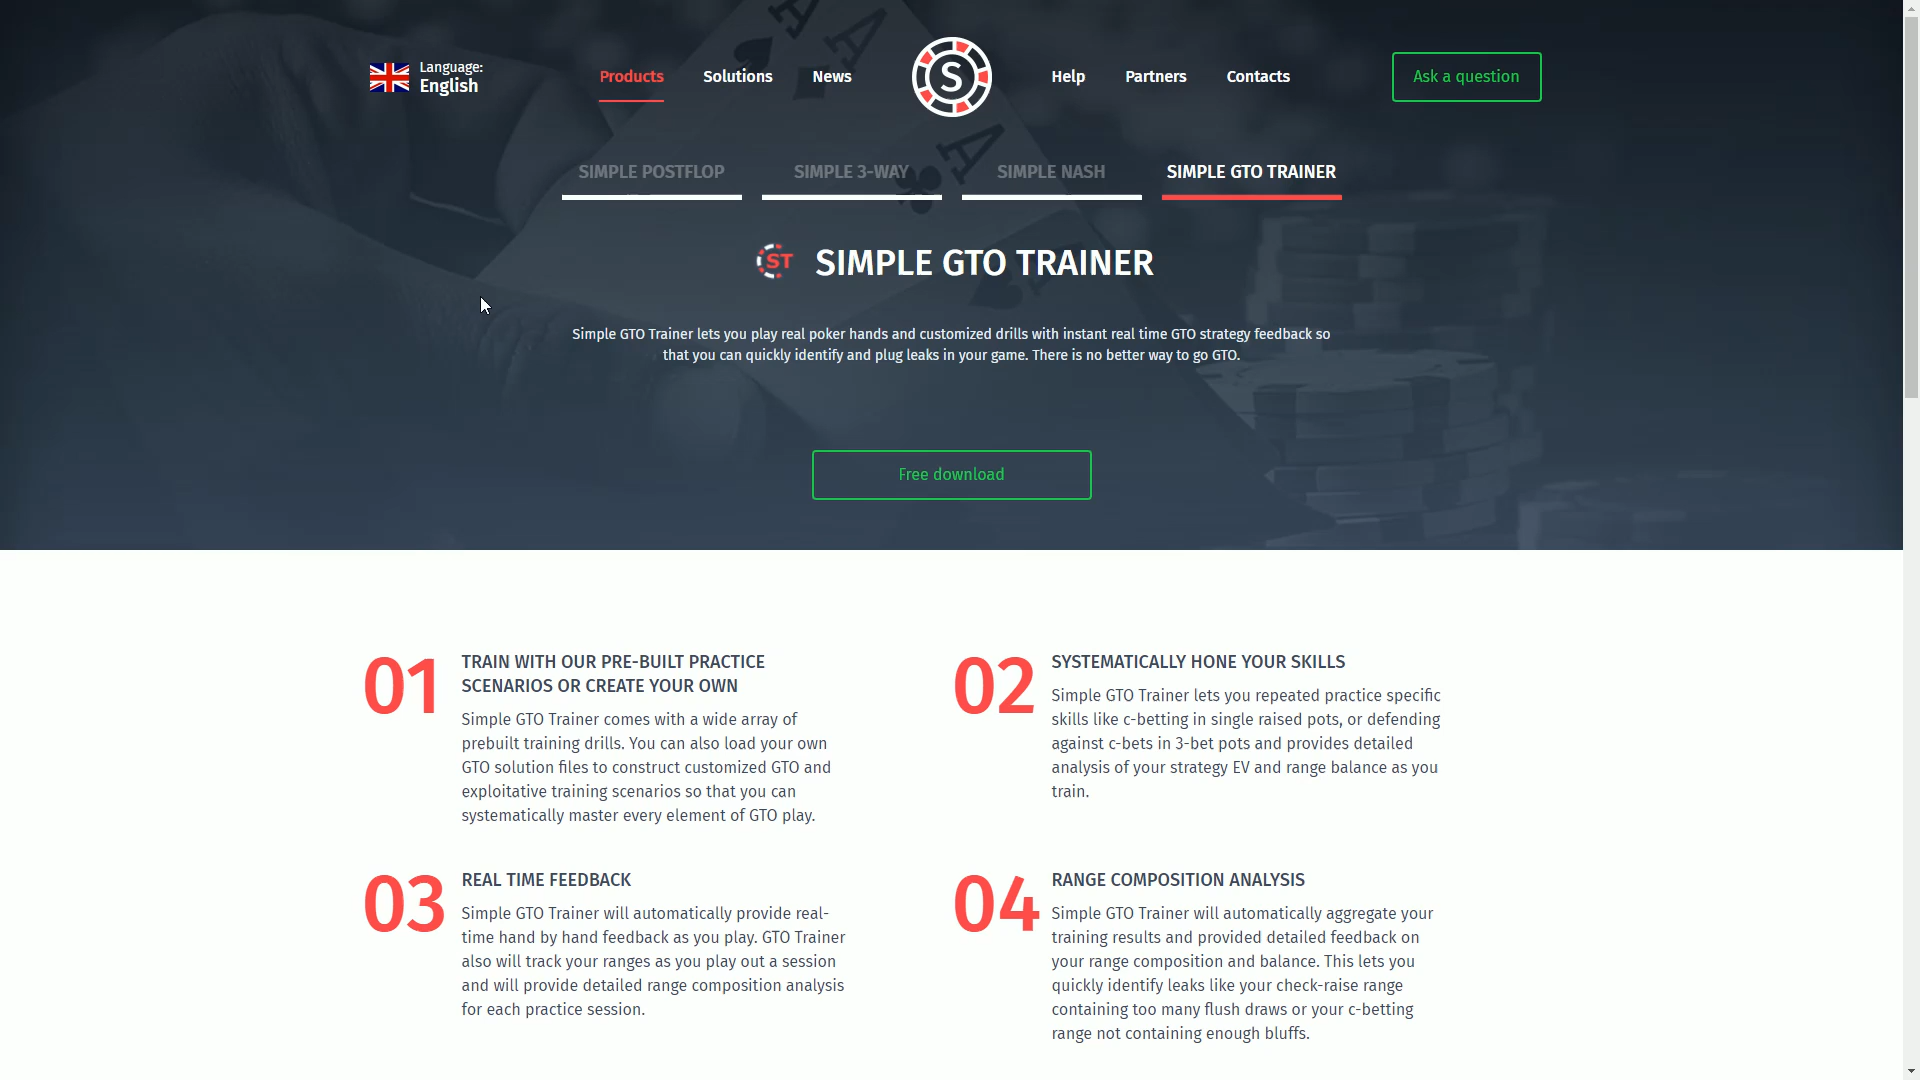 Language:
English
Products
Solutions
News
S
Help
Partners
Contacts
Ask a question
SIMPLE POSTFLOP
SIMPLE 3-WAY
SIMPLE NASH
SIMPLE GTO TRAINER
ST
SIMPLE GTO TRAINER
Simple GTO Trainer lets you play real poker hands and customized drills with instant real time GTO strategy feedback so
that you can quickly identify and plug leaks in your game. There is no better way to go GTO.
Free download
01
TRAIN WITH OUR PRE-BUILT PRACTICE
SCENARIOS OR CREATE YOUR OWN
Simple GTO Trainer comes with a wide array of
prebuilt training drills. You can also load your own
GTO solution files to construct customized GTO and
exploitative training scenarios so that you can
systematically master every element of GTO play.
02
SYSTEMATICALLY HONE YOUR SKILLS
Simple GTO Trainer lets you repeated practice specific
skills like c-betting in single raised pots, or defending
against c-bets in 3-bet pots and provides detailed
analysis of your strategy EV and range balance as you
train.
03
REAL TIME FEEDBACK
Simple GTO Trainer will automatically provide real-
time hand by hand feedback as you play. GTO Trainer
also will track your ranges as you play out a session
and will provide detailed range composition analysis
for each practice session.
04
RANGE COMPOSITION ANALYSIS
Simple GTO Trainer will automatically aggregate your
training results and provided detailed feedback on
your range composition and balance. This lets you
quickly identify leaks like your check-raise range
containing too many flush draws or your c-betting
range not containing enough bluffs.